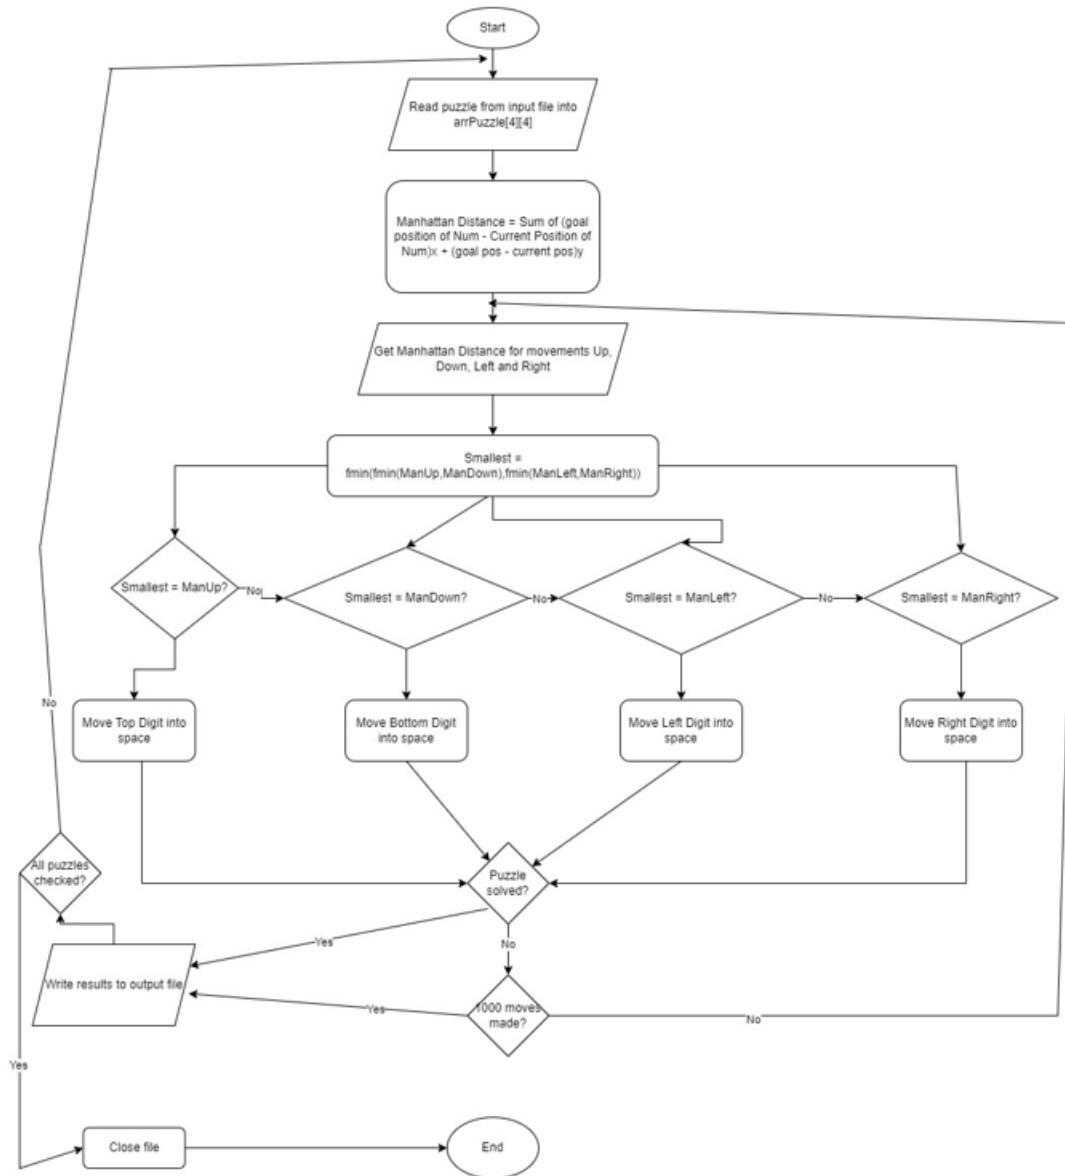 Start
Read puzzle from input file into
arrPuzzle[4][4]
Manhattan Distance = Sum of (goal
position of Num - Current Position of
Num)x + (goal pos - current pos)y
Get Manhattan Distance for movements Up,
Down, Left and Right
Smallest =
fmin(fmin(ManUp,ManDown),fmin(ManLeft,ManRight))
Smallest = ManUp?
No
Smallest = ManDown?
No
Smallest = ManLeft?
No
Smallest = ManRight?
No
Move Top Digit into
space
Move Bottom Digit
into space
Move Left Digit into
space
Move Right Digit into
space
All puzzles
checked?
Puzzle
solved?
Yes
No
Write results to output file
Yes
1000 moves
made?
No
Yes
Close file
End